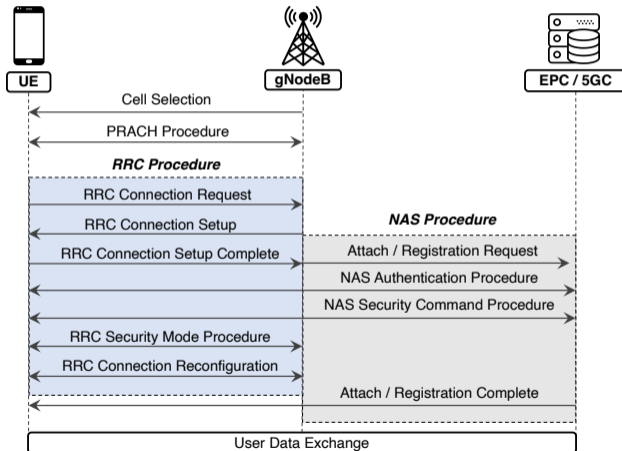 UE
gNodeB
EPC / 5GC
Cell Selection
PRACH Procedure
RRC Procedure
RRC Connection Request
RRC Connection Setup
NAS Procedure
RRC Connection Setup Complete
Attach / Registration Request
NAS Authentication Procedure
NAS Security Command Procedure
RRC Security Mode Procedure
RRC Connection Reconfiguration
Attach / Registration Complete
User Data Exchange